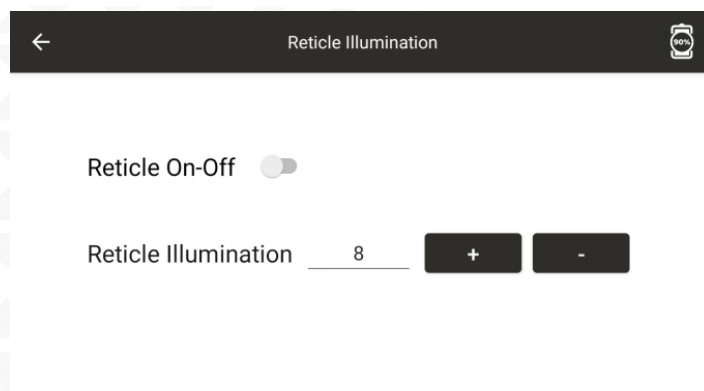 Reticle Illumination
90%
Reticle On-Off
Reticle Illumination 8 + -